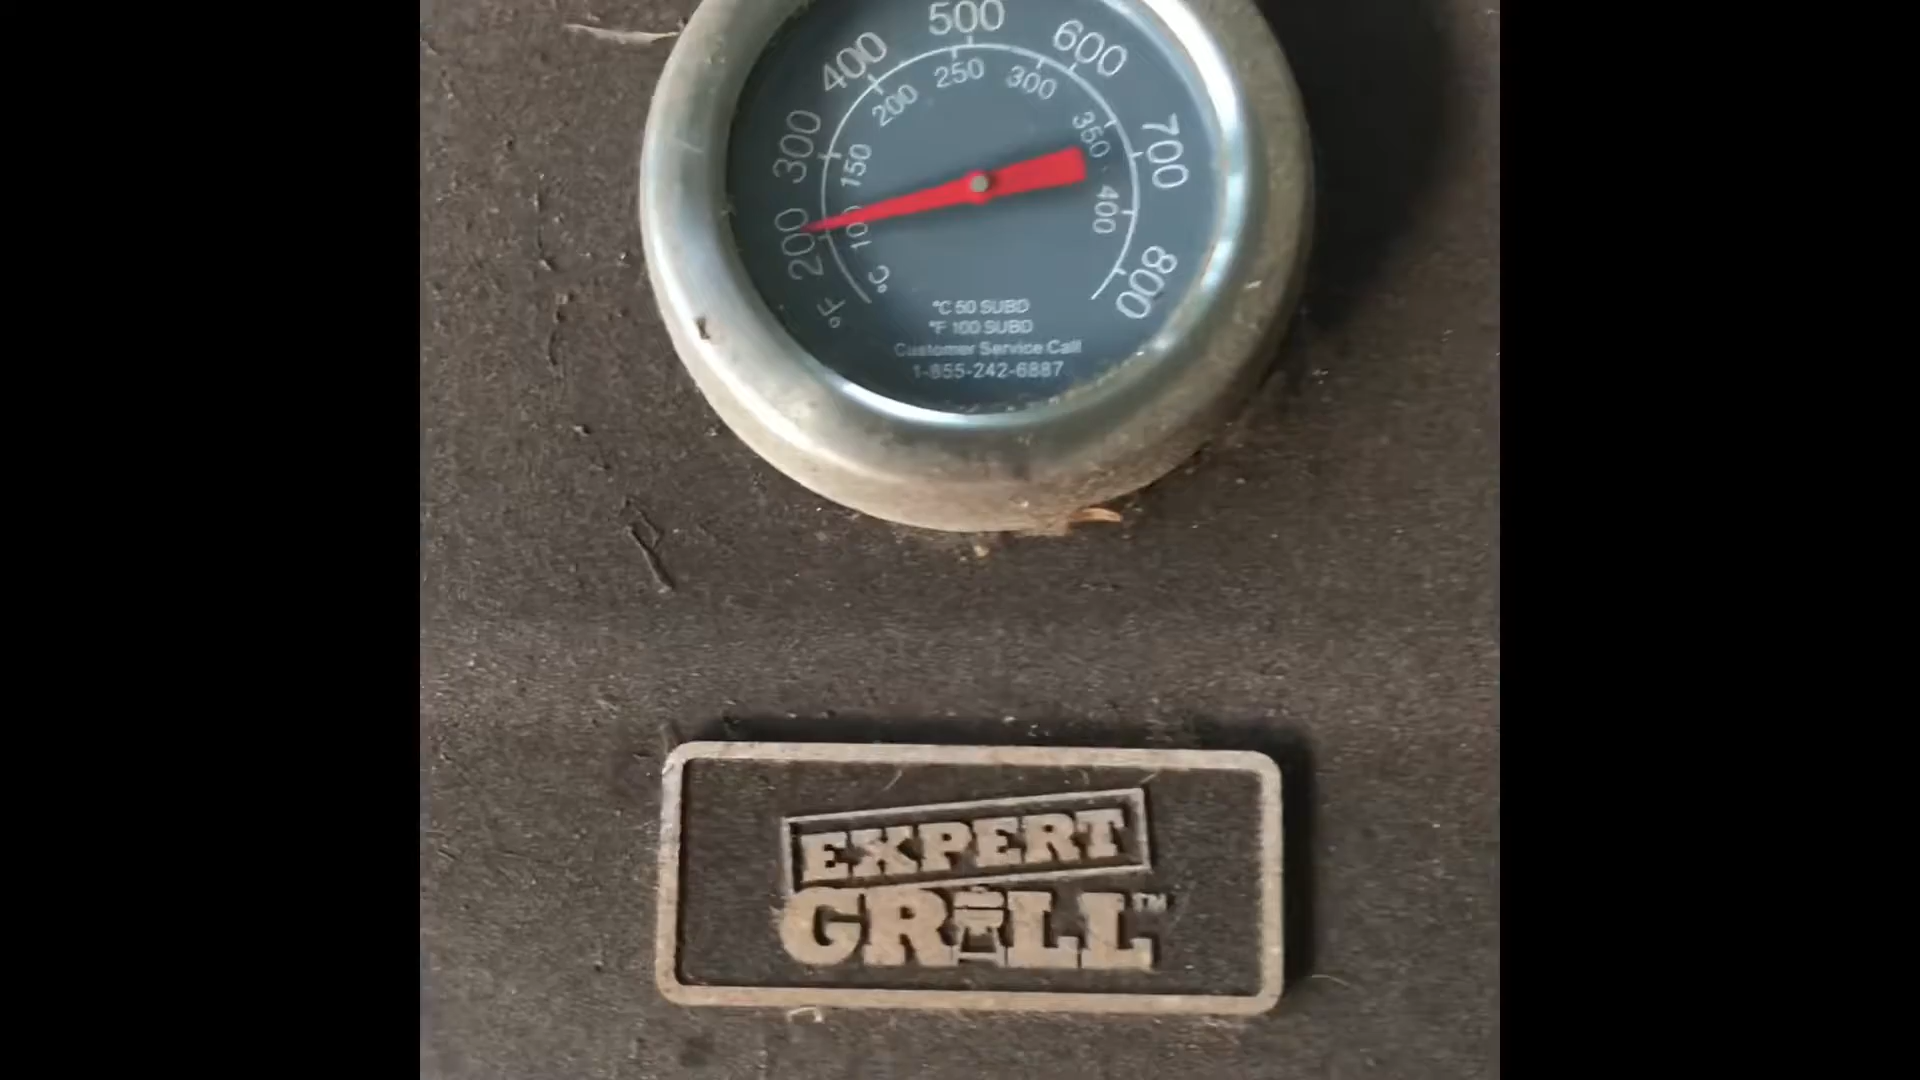 500
400
600
250
200
300
300
350
700
150
200
100
400
800
°C
°F
°C 50 SUBD
°F 100 SUBD
Customer Service Call
1-855-242-6887
EXPERT
GRILL™